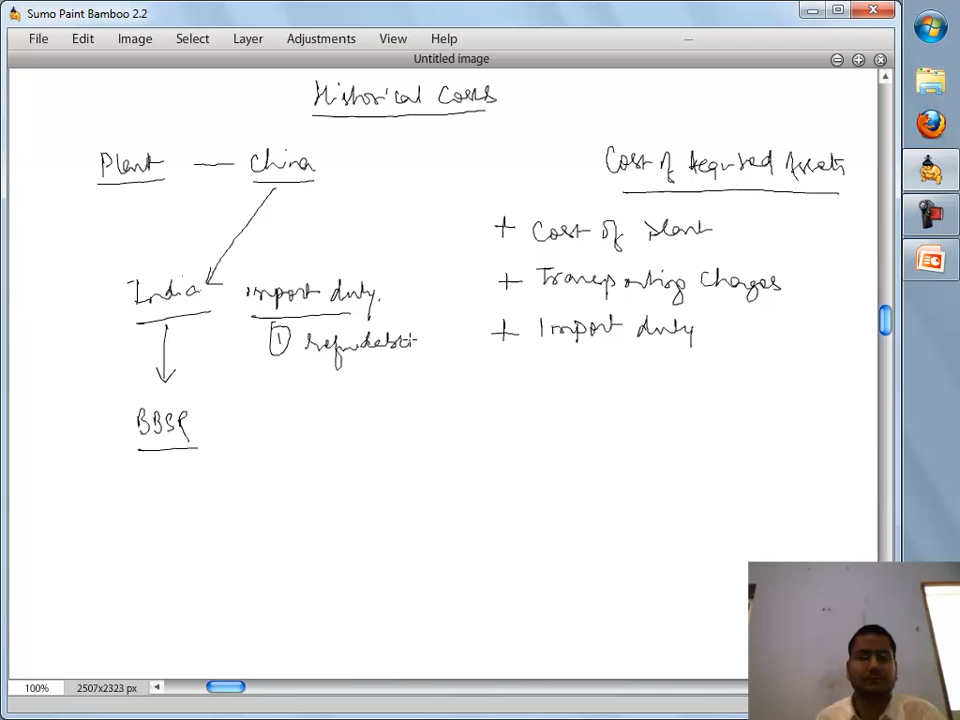 Sumo Paint Bamboo 2.2
File Edit Image Select Layer Adjustments View Help
Untitled image
Historical Costs
Plant — China
Cost of Acquired Assets
+ Cost of plant
+ Transporting Charges
India import duty.
+ Import duty
①
BBSR
100% 2507x2323 px